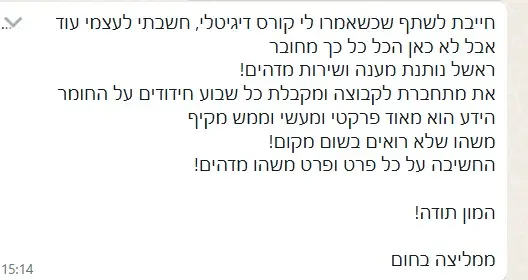 חייבת לשתף שכשאמרו לי קורס דיגיטלי, חשבתי לעצמי עוד
אבל לא כאן הכל כל כך מחובר
ראשל נותנת מענה ושירות מדהים!
את מתחברת לקבוצה ומקבלת כל שבוע חידודים על החומר
הידע הוא מאוד פרקטי ומעשי וממש מקיף
משהו שלא רואים בשום מקום!
החשיבה על כל פרט ופרט משהו מדהים!
המון תודה!
ממליצה בחום
15:14